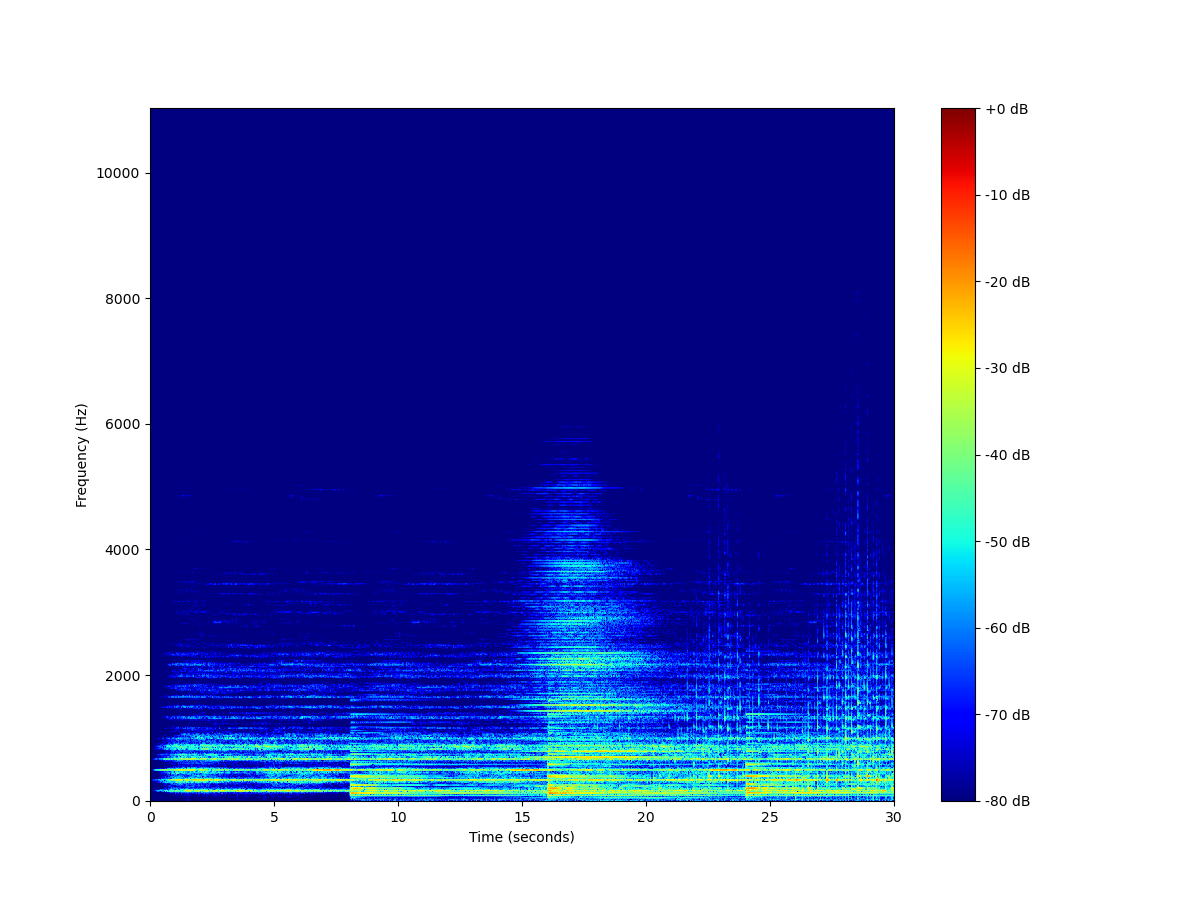 +0 dB
10000
-10 dB
8000
-20 dB
-30 dB
6000
Frequency (Hz)
-40 dB
4000
-50 dB
-60 dB
2000
-70 dB
0
-80 dB
0 5 10 15 20 25 30
Time (seconds)